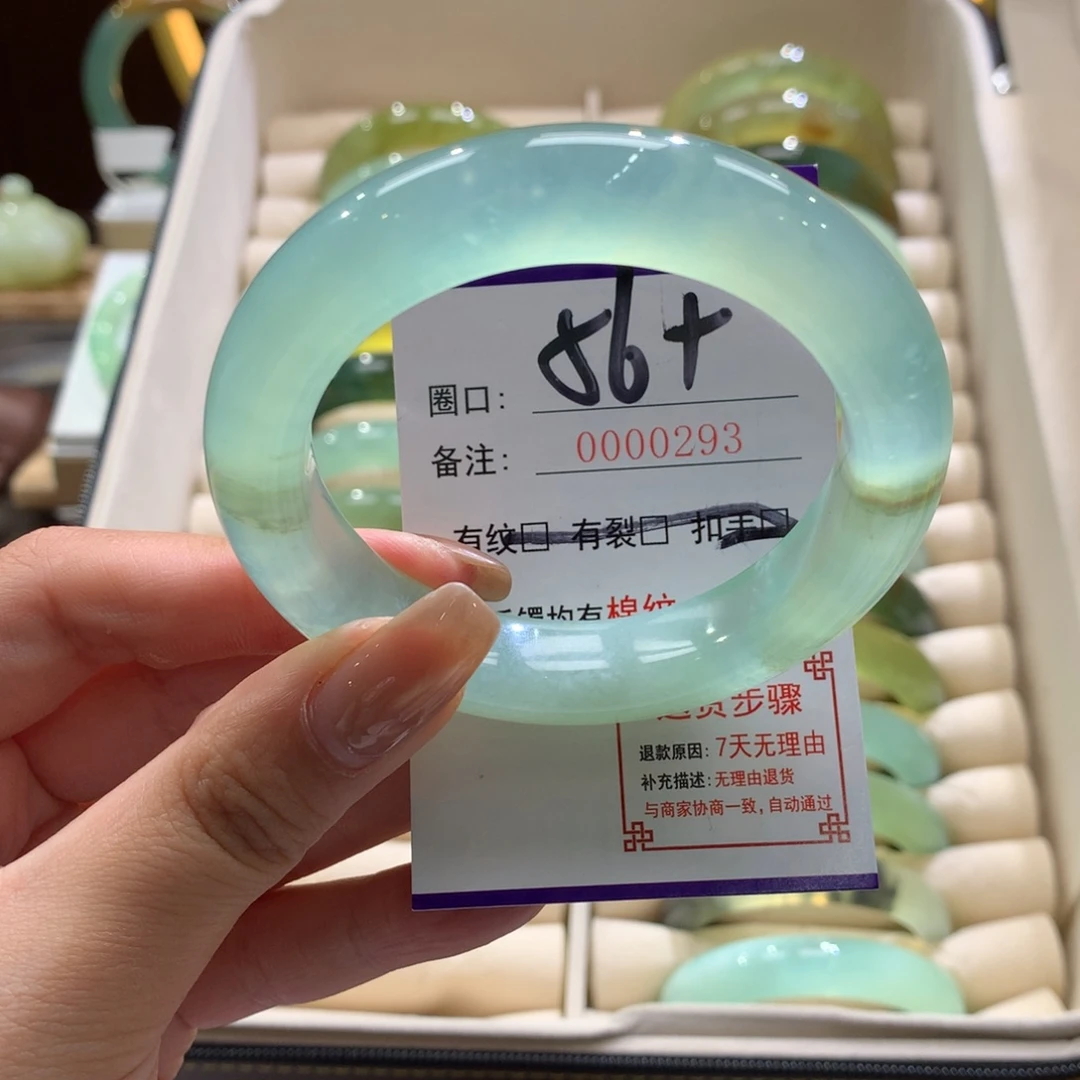 圈口: 56+
备注: 0000293
有纹□ 有裂□ 扣手□
镯均有棉纹
退货步骤
退款原因: 7天无理由
补充描述: 无理由退货
与商家协商一致, 自动通过